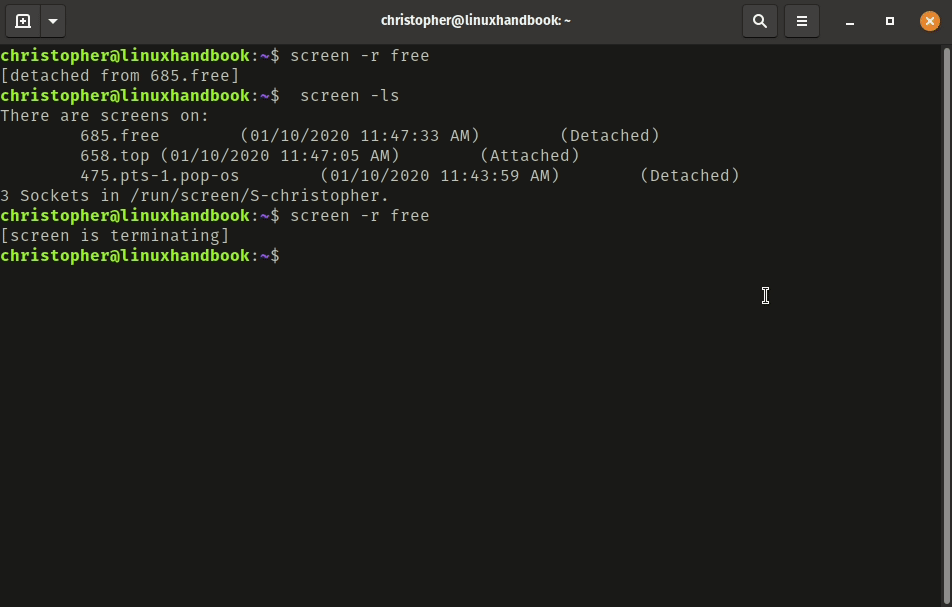 christopher@linuxhandbook: ~
christopher@linuxhandbook:~$ screen -r free
[detached from 685.free]
christopher@linuxhandbook:~$  screen -ls
There are screens on:
        685.free        (01/10/2020 11:47:33 AM)        (Detached)
        658.top (01/10/2020 11:47:05 AM)        (Attached)
        475.pts-1.pop-os        (01/10/2020 11:43:59 AM)        (Detached)
3 Sockets in /run/screen/S-christopher.
christopher@linuxhandbook:~$ screen -r free
[screen is terminating]
christopher@linuxhandbook:~$